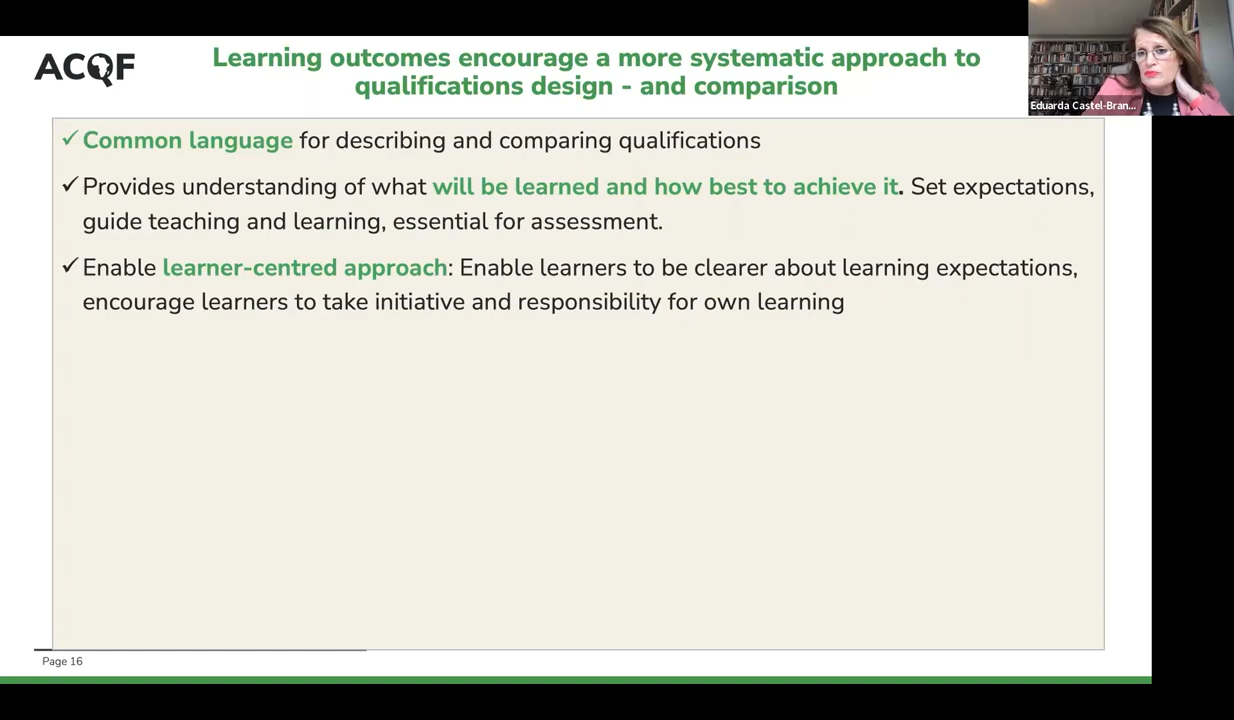 ACQF
Learning outcomes encourage a more systematic approach to
qualifications design - and comparison
Eduarda Castel-Bran...
✓ Common language for describing and comparing qualifications
✓ Provides understanding of what will be learned and how best to achieve it. Set expectations,
guide teaching and learning, essential for assessment.
✓ Enable learner-centred approach: Enable learners to be clearer about learning expectations,
encourage learners to take initiative and responsibility for own learning
Page 16